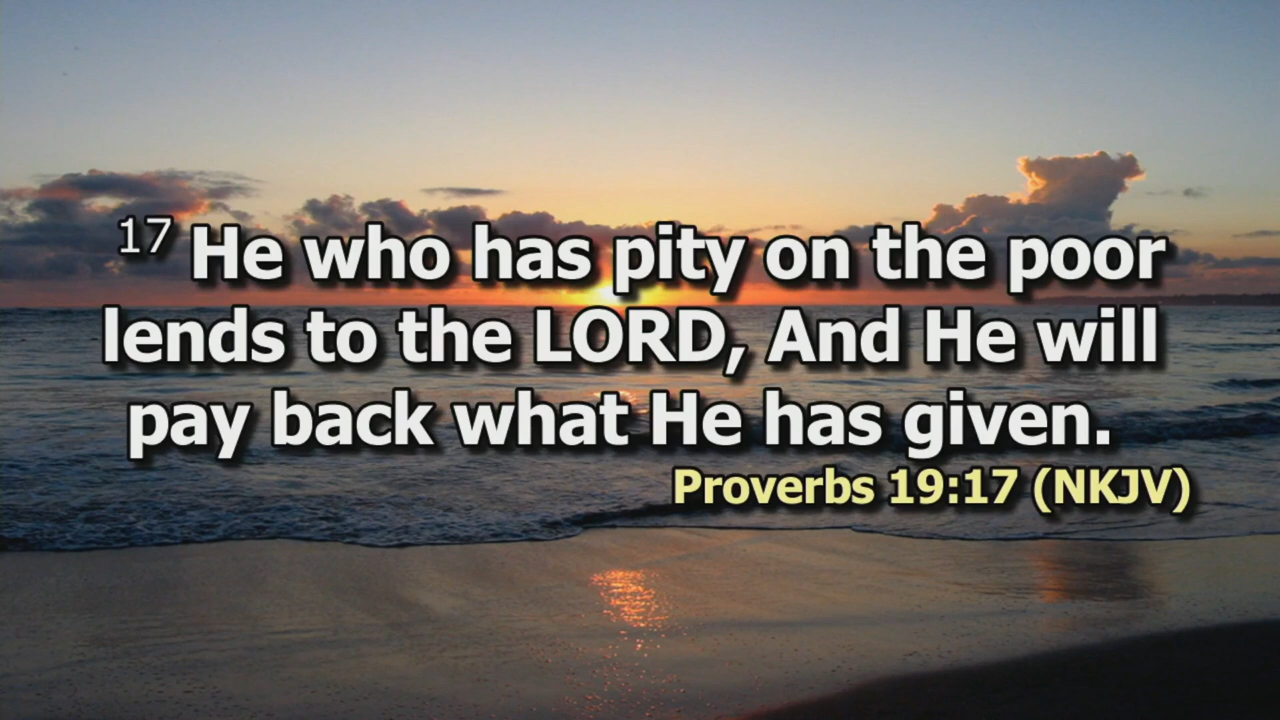 17 He who has pity on the poor
lends to the LORD, And He will
pay back what He has given.
Proverbs 19:17 (NKJV)